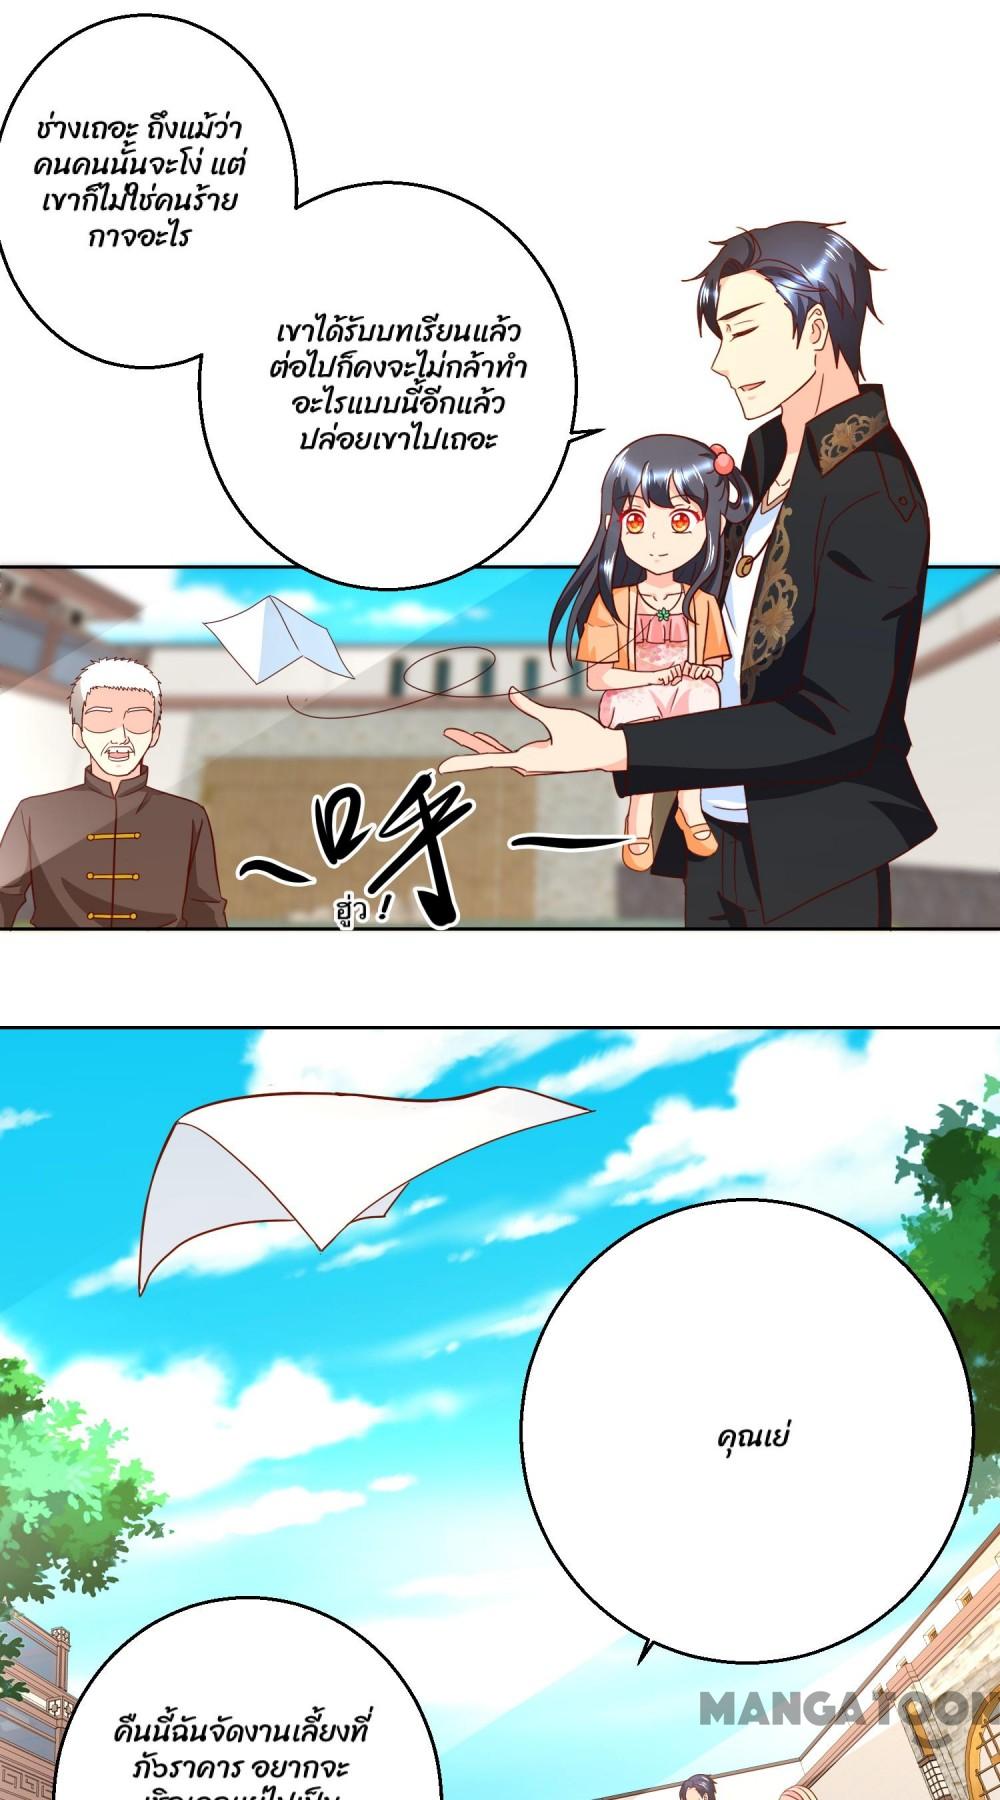 ช่างเถอะ ถึงแม้ว่า
คนคนนั้นจะโง่ แต่
เขาก็ไม่ใช่คนร้าย
กาจอะไร
เขาได้รับบทเรียนแล้ว
ต่อไปก็คงจะไม่กล้าทำ
อะไรแบบนี้อีกแล้ว
ปล่อยเขาไปเถอะ
呼
ฮู่ว !
คุณเย่
MANGATOON
คืนนี้ฉันจัดงานเลี้ยงที่
ภัตราคาร อยากจะ